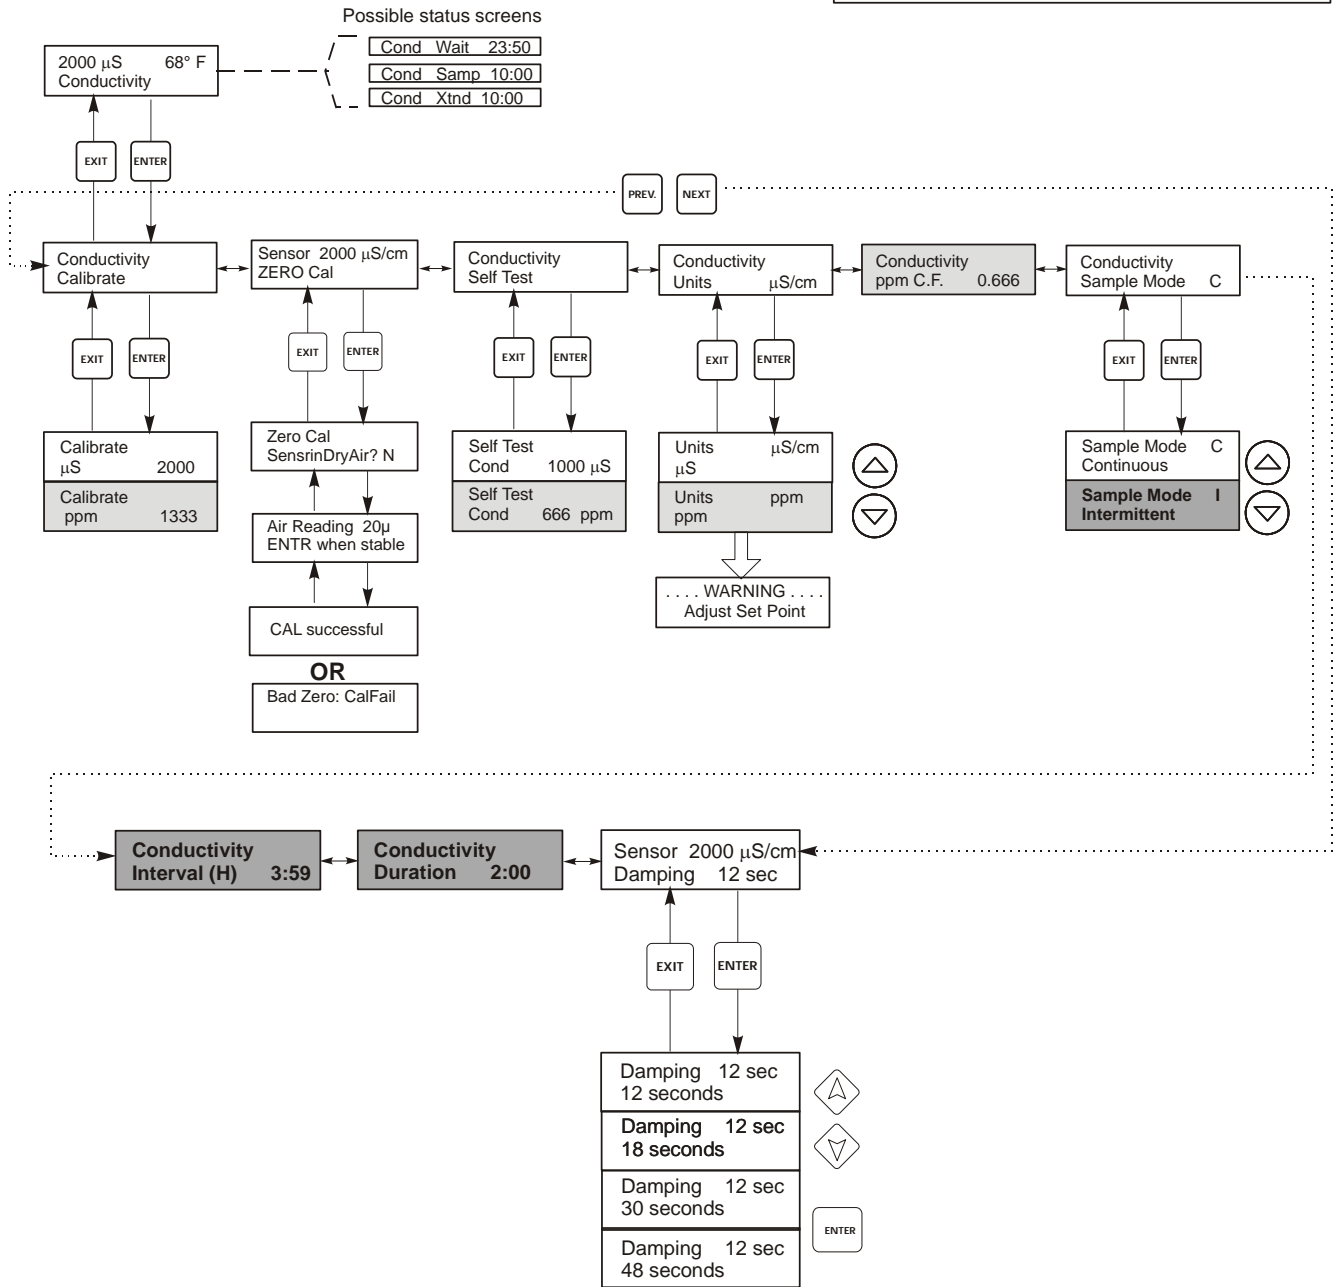 Possible status screens
2000 µS 68° F
Conductivity
Cond Wait 23:50
Cond Samp 10:00
Cond Xtnd 10:00
EXIT
ENTER
PREV.
NEXT
Conductivity
Calibrate
Sensor 2000 µS/cm
ZERO Cal
Conductivity
Self Test
Conductivity
Units µS/cm
Conductivity
ppm C.F. 0.666
Conductivity
Sample Mode C
EXIT
ENTER
EXIT
ENTER
EXIT
ENTER
EXIT
ENTER
EXIT
ENTER
Calibrate
µS 2000
Calibrate
ppm 1333
Zero Cal
SensrinDryAir? N
Air Reading 20µ
ENTR when stable
CAL successful
OR
Bad Zero: CalFail
Self Test
Cond 1000 µS
Self Test
Cond 666 ppm
Units µS/cm
µS
Units ppm
ppm
. . . . WARNING . . . .
Adjust Set Point
Sample Mode C
Continuous
Sample Mode I
Intermittent
Conductivity
Interval (H) 3:59
Conductivity
Duration 2:00
Sensor 2000 µS/cm
Damping 12 sec
EXIT
ENTER
Damping 12 sec
12 seconds
Damping 12 sec
18 seconds
Damping 12 sec
30 seconds
Damping 12 sec
48 seconds
ENTER